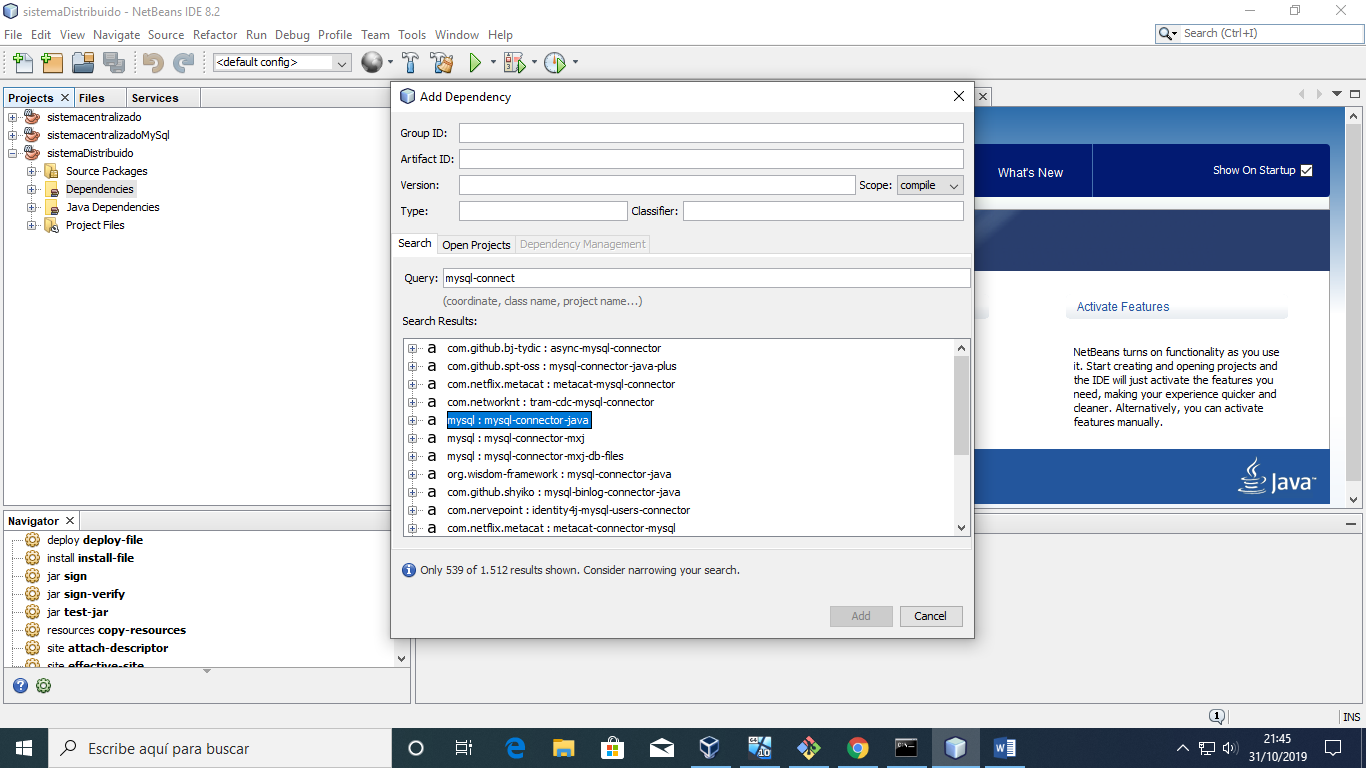 sistemaDistribuido - NetBeans IDE 8.2
File Edit View Navigate Source Refactor Run Debug Profile Team Tools Window Help
Search (Ctrl+I)
<default config>
Projects
Files
Services
sistemacentralizado
sistemacentralizadoMySql
sistemaDistribuido
Source Packages
Dependencies
Java Dependencies
Project Files
Add Dependency
Group ID:
Artifact ID:
Version:
Scope: compile
Type:
Classifier:
Search
Open Projects
Dependency Management
Query: mysql-connect
(coordinate, class name, project name...)
Search Results:
a com.github.bj-tydic : async-mysql-connector
a com.github.spt-oss : mysql-connector-java-plus
a com.netflix.metacat : metacat-mysql-connector
a com.networknt : tram-cdc-mysql-connector
a mysql : mysql-connector-java
a mysql : mysql-connector-mxj
a mysql : mysql-connector-mxj-db-files
a org.wisdom-framework : mysql-connector-java
a com.github.shyiko : mysql-binlog-connector-java
a com.nervepoint : identity4j-mysql-users-connector
a com.netflix.metacat : metacat-connector-mysql
Only 539 of 1.512 results shown. Consider narrowing your search.
Add
Cancel
What's New
Show On Startup
Activate Features
NetBeans turns on functionality as you use
it. Start creating and opening projects and
the IDE will just activate the features you
need, making your experience quicker and
cleaner. Alternatively, you can activate
features manually.
Java
Navigator
deploy deploy-file
install install-file
jar sign
jar sign-verify
jar test-jar
resources copy-resources
site attach-descriptor
site effective-site
1
INS
Escribe aquí para buscar
21:45
31/10/2019